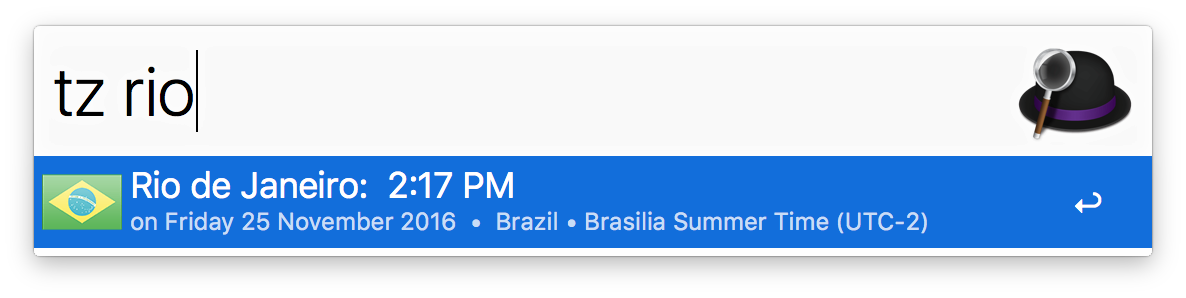 tz rio
Rio de Janeiro: 2:17 PM
on Friday 25 November 2016 • Brazil • Brasilia Summer Time (UTC-2)